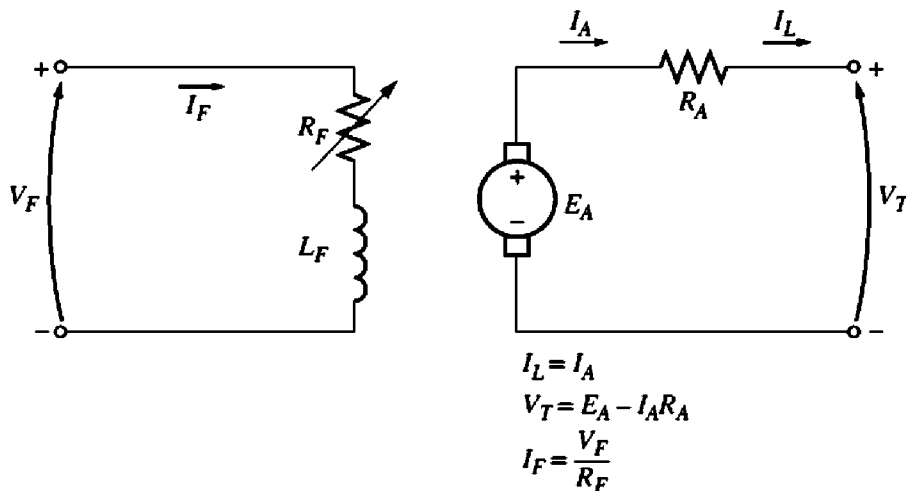 I_A
I_L
+
I_F
R_F
R_A
+
V_F
+
E_A
V_T
−
L_F
−
−
I_L = I_A
V_T = E_A − I_A R_A
I_F = V_F / R_F